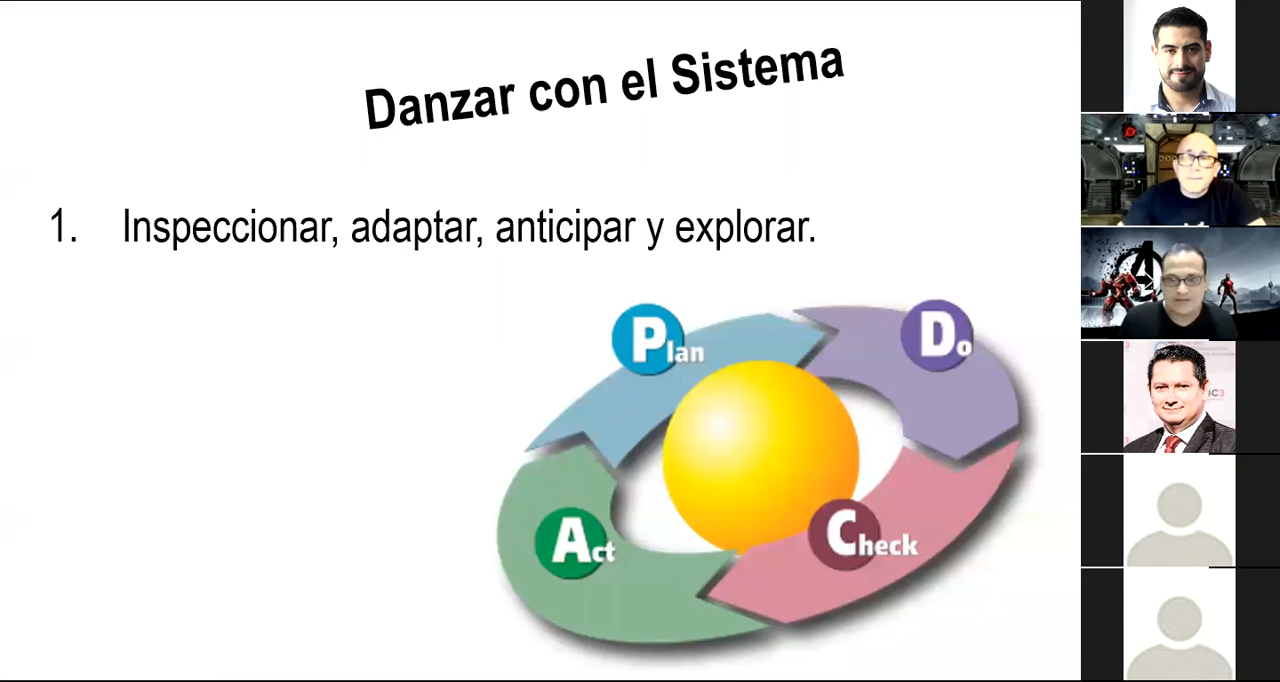 Danzar con el Sistema
1. Inspeccionar, adaptar, anticipar y explorar.
Plan
Do
Act
Check